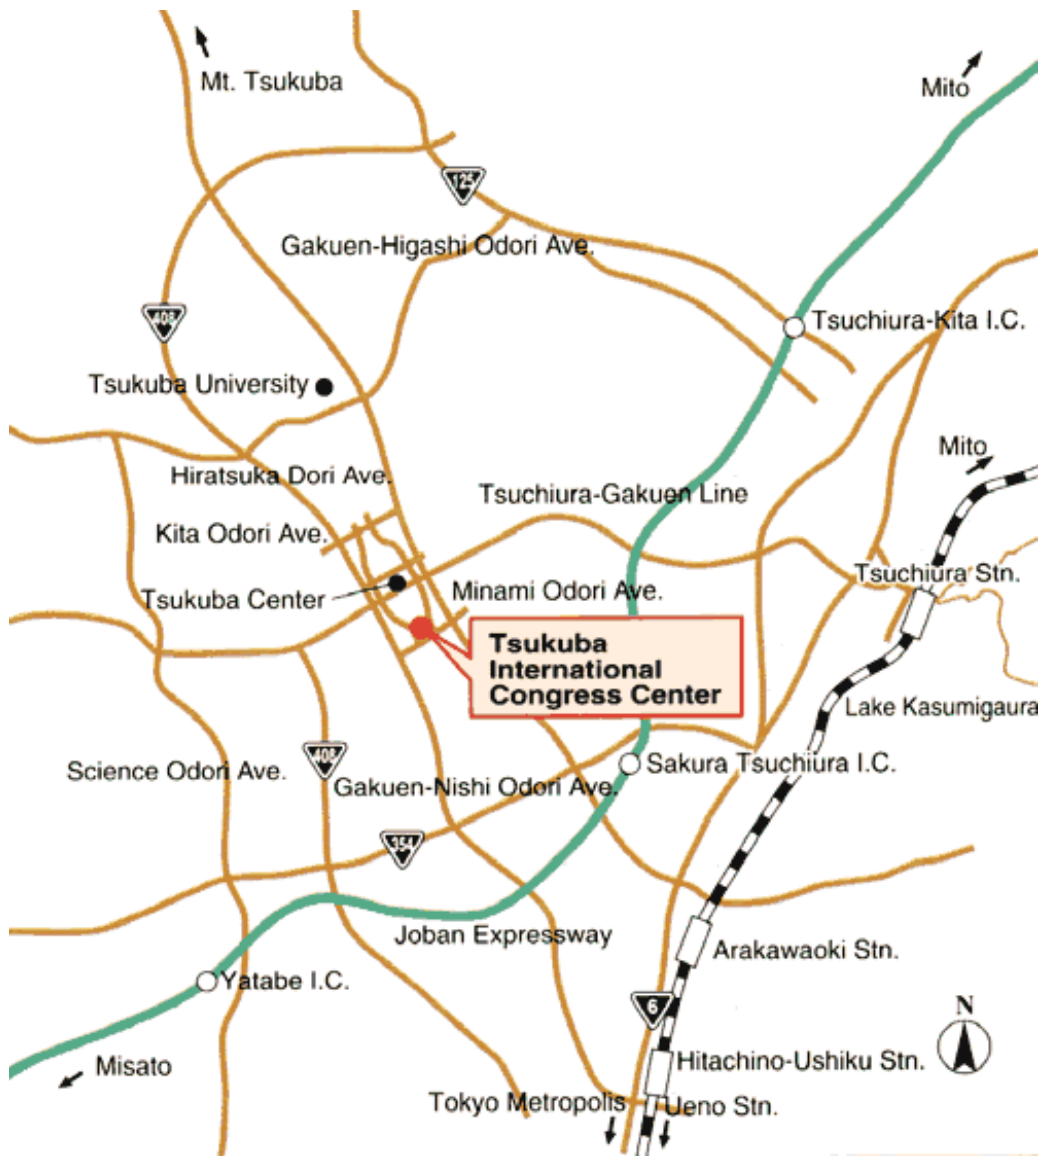 Mt. Tsukuba
Mito
125
Gakuen-Higashi Odori Ave.
408
Tsuchiura-Kita I.C.
Tsukuba University
Mito
Hiratsuka Dori Ave.
Tsuchiura-Gakuen Line
Kita Odori Ave.
Tsuchiura Stn.
Tsukuba Center
Minami Odori Ave.
Tsukuba
International
Congress Center
Lake Kasumigaura
Science Odori Ave.
408
Sakura Tsuchiura I.C.
Gakuen-Nishi Odori Ave.
354
Joban Expressway
Arakawaoki Stn.
Yatabe I.C.
6
N
Misato
Hitachino-Ushiku Stn.
Tokyo Metropolis
Ueno Stn.